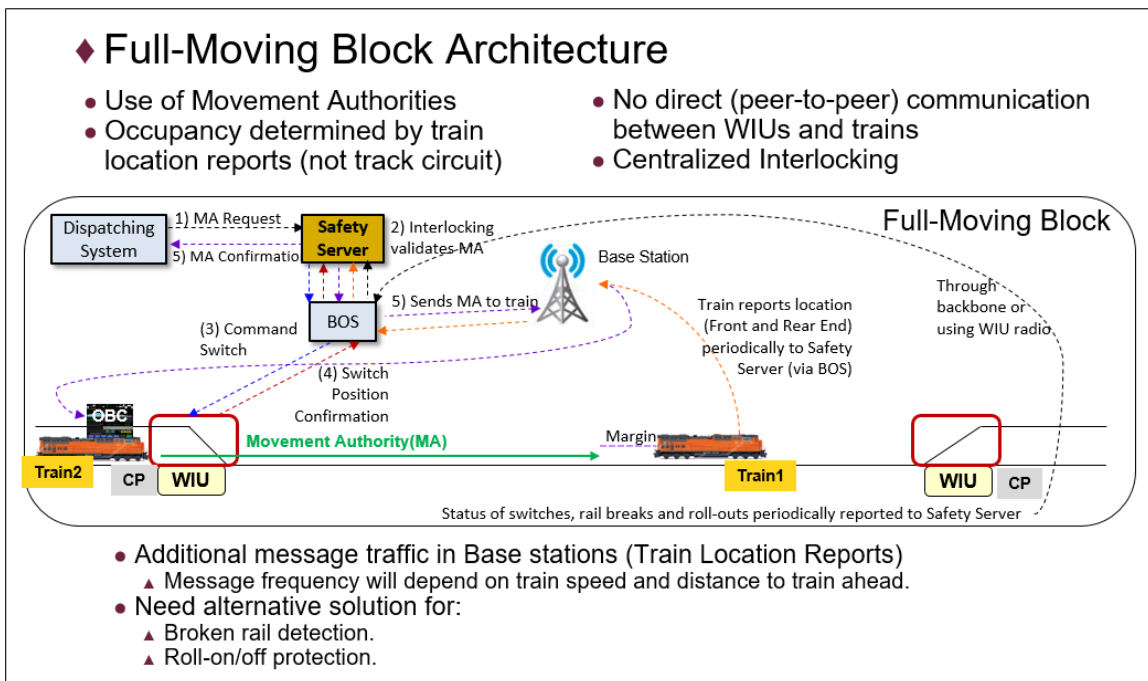 Full-Moving Block Architecture
Use of Movement Authorities
Occupancy determined by train
location reports (not track circuit)
No direct (peer-to-peer) communication
between WIUs and trains
Centralized Interlocking
Full-Moving Block
Dispatching
System
1) MA Request
5) MA Confirmatio
Safety
Server
2) Interlocking
validates MA
Base Station
BOS
5) Sends MA to train
(3) Command
Switch
(4) Switch
Position
Confirmation
Train reports location
(Front and Rear End)
periodically to Safety
Server (via BOS)
Through
backbone or
using WIU radio
OBC
Movement Authority(MA)
Margin
Train2
CP
WIU
Train1
WIU
CP
Status of switches, rail breaks and roll-outs periodically reported to Safety Server
Additional message traffic in Base stations (Train Location Reports)
Message frequency will depend on train speed and distance to train ahead.
Need alternative solution for:
Broken rail detection.
Roll-on/off protection.